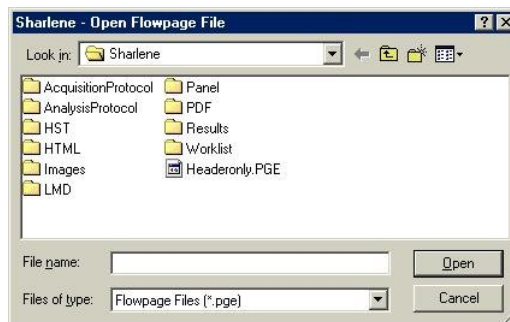 Sharlene - Open Flowpage File
Look in: Sharlene
AcquisitionProtocol Panel
AnalysisProtocol PDF
HST Results
HTML Worklist
Images Headeronly.PGE
LMD
File name: Open
Files of type: Flowpage Files (*.pge) Cancel